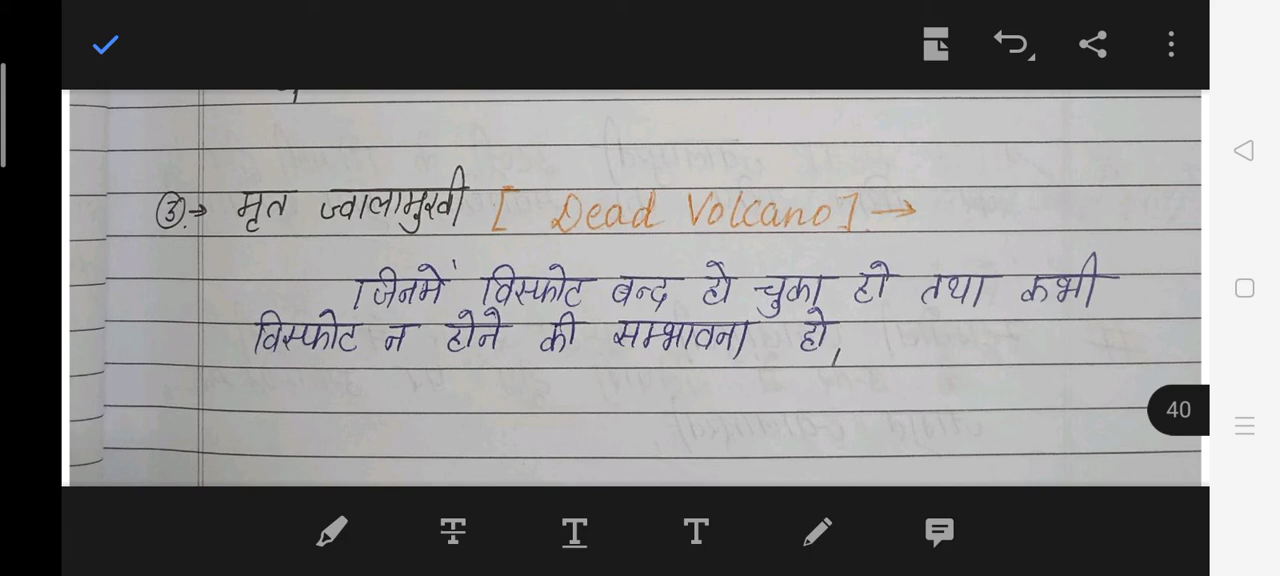 ③.→ मृत ज्वालामुखी [ Dead Volcano ] →
जिनमें विस्फोट बन्द हो चुका हो तथा कभी
विस्फोट न होने की सम्भावना हो,
40